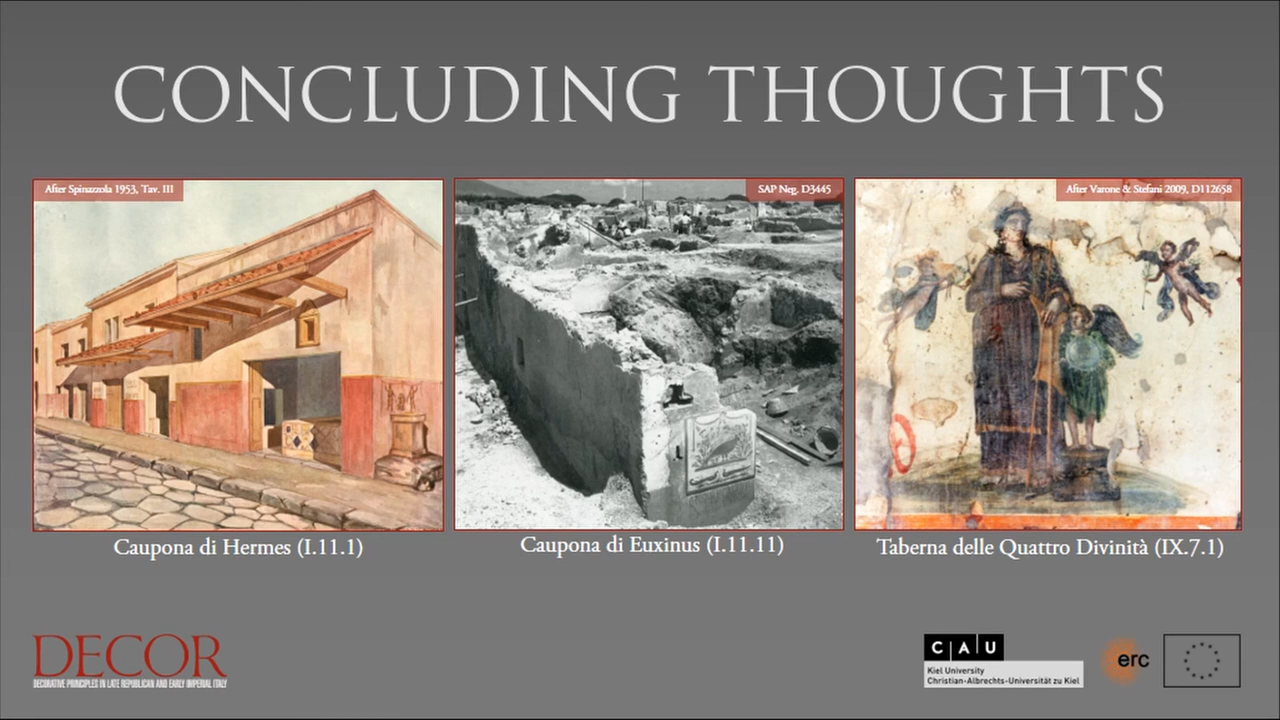 CONCLUDING THOUGHTS
After Spinazzola 1953, Tav. III
SAP Neg. D3445
After Varone & Stefani 2009, D112658
Caupona di Hermes (I.11.1)
Caupona di Euxinus (I.11.11)
Taberna delle Quattro Divinità (IX.7.1)
DECOR
DECORATIVE PRINCIPLES IN LATE REPUBLICAN AND EARLY IMPERIAL ITALY
C A U
Kiel University
Christian-Albrechts-Universität zu Kiel
erc